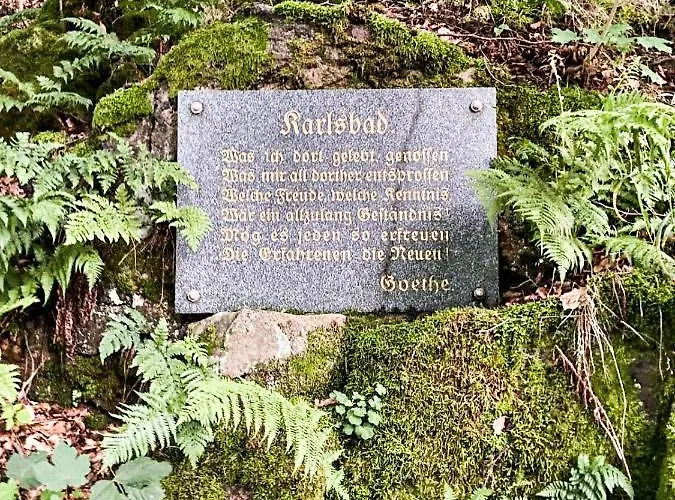 Karlsbad.
Was ich dort gelebt, genossen,
Was mir all dorther entsprossen,
Welche Freude, welche Kenntnis,
Wär ein allzulang Geständnis!
Mög es jeden so erfreuen
Die Erfahrenen, die Neuen!
Goethe.